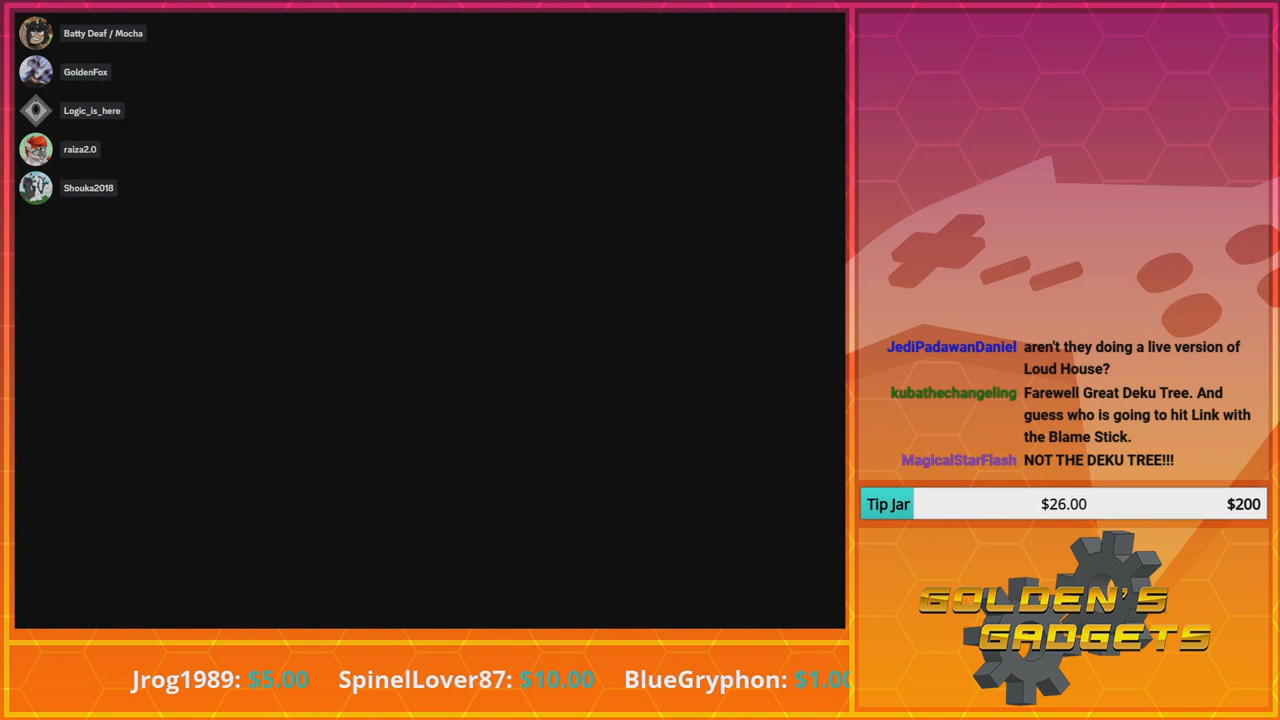 Batty Deaf / Mocha
GoldenFox
Logic_is_here
raiza2.0
Shouka2018
JediPadawanDaniel aren't they doing a live version of
Loud House?
kubathechangeling Farewell Great Deku Tree. And
guess who is going to hit Link with
the Blame Stick.
MagicalStarFlash NOT THE DEKU TREE!!!
Tip Jar $26.00 $200
GOLDEN'S
GADGETS
Jrog1989: $5.00 SpinelLover87: $10.00 BlueGryphon: $1.00